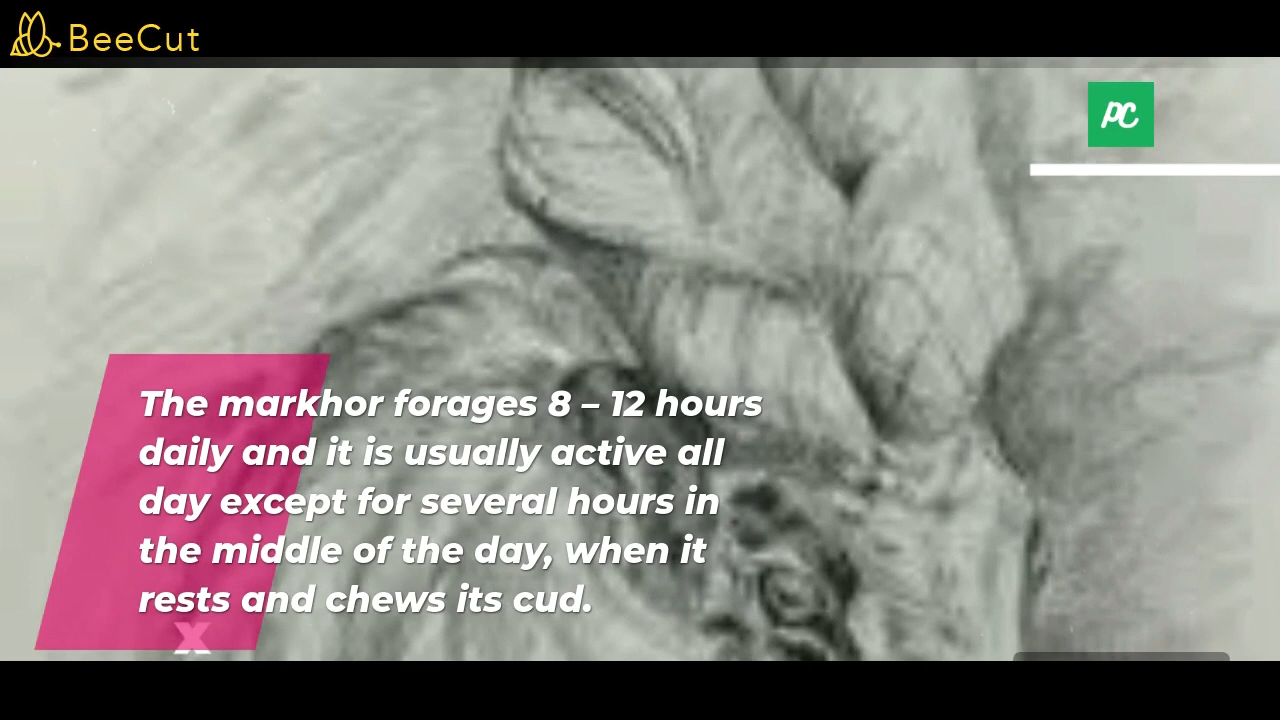 BeeCut
PC
The markhor forages 8 – 12 hours
daily and it is usually active all
day except for several hours in
the middle of the day, when it
rests and chews its cud.
X